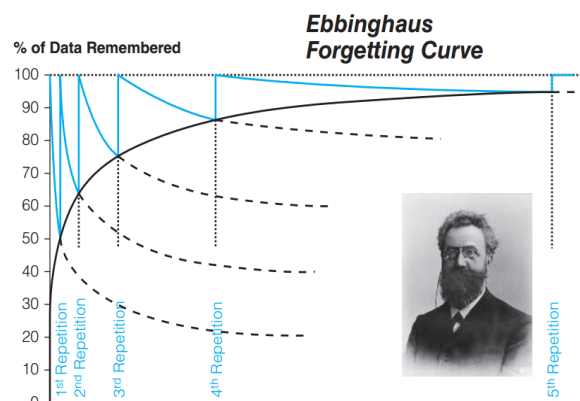 Ebbinghaus
Forgetting Curve
% of Data Remembered
100
90
80
70
60
50
40
30
20
10
0
1st Repetition
2nd Repetition
3rd Repetition
4th Repetition
5th Repetition